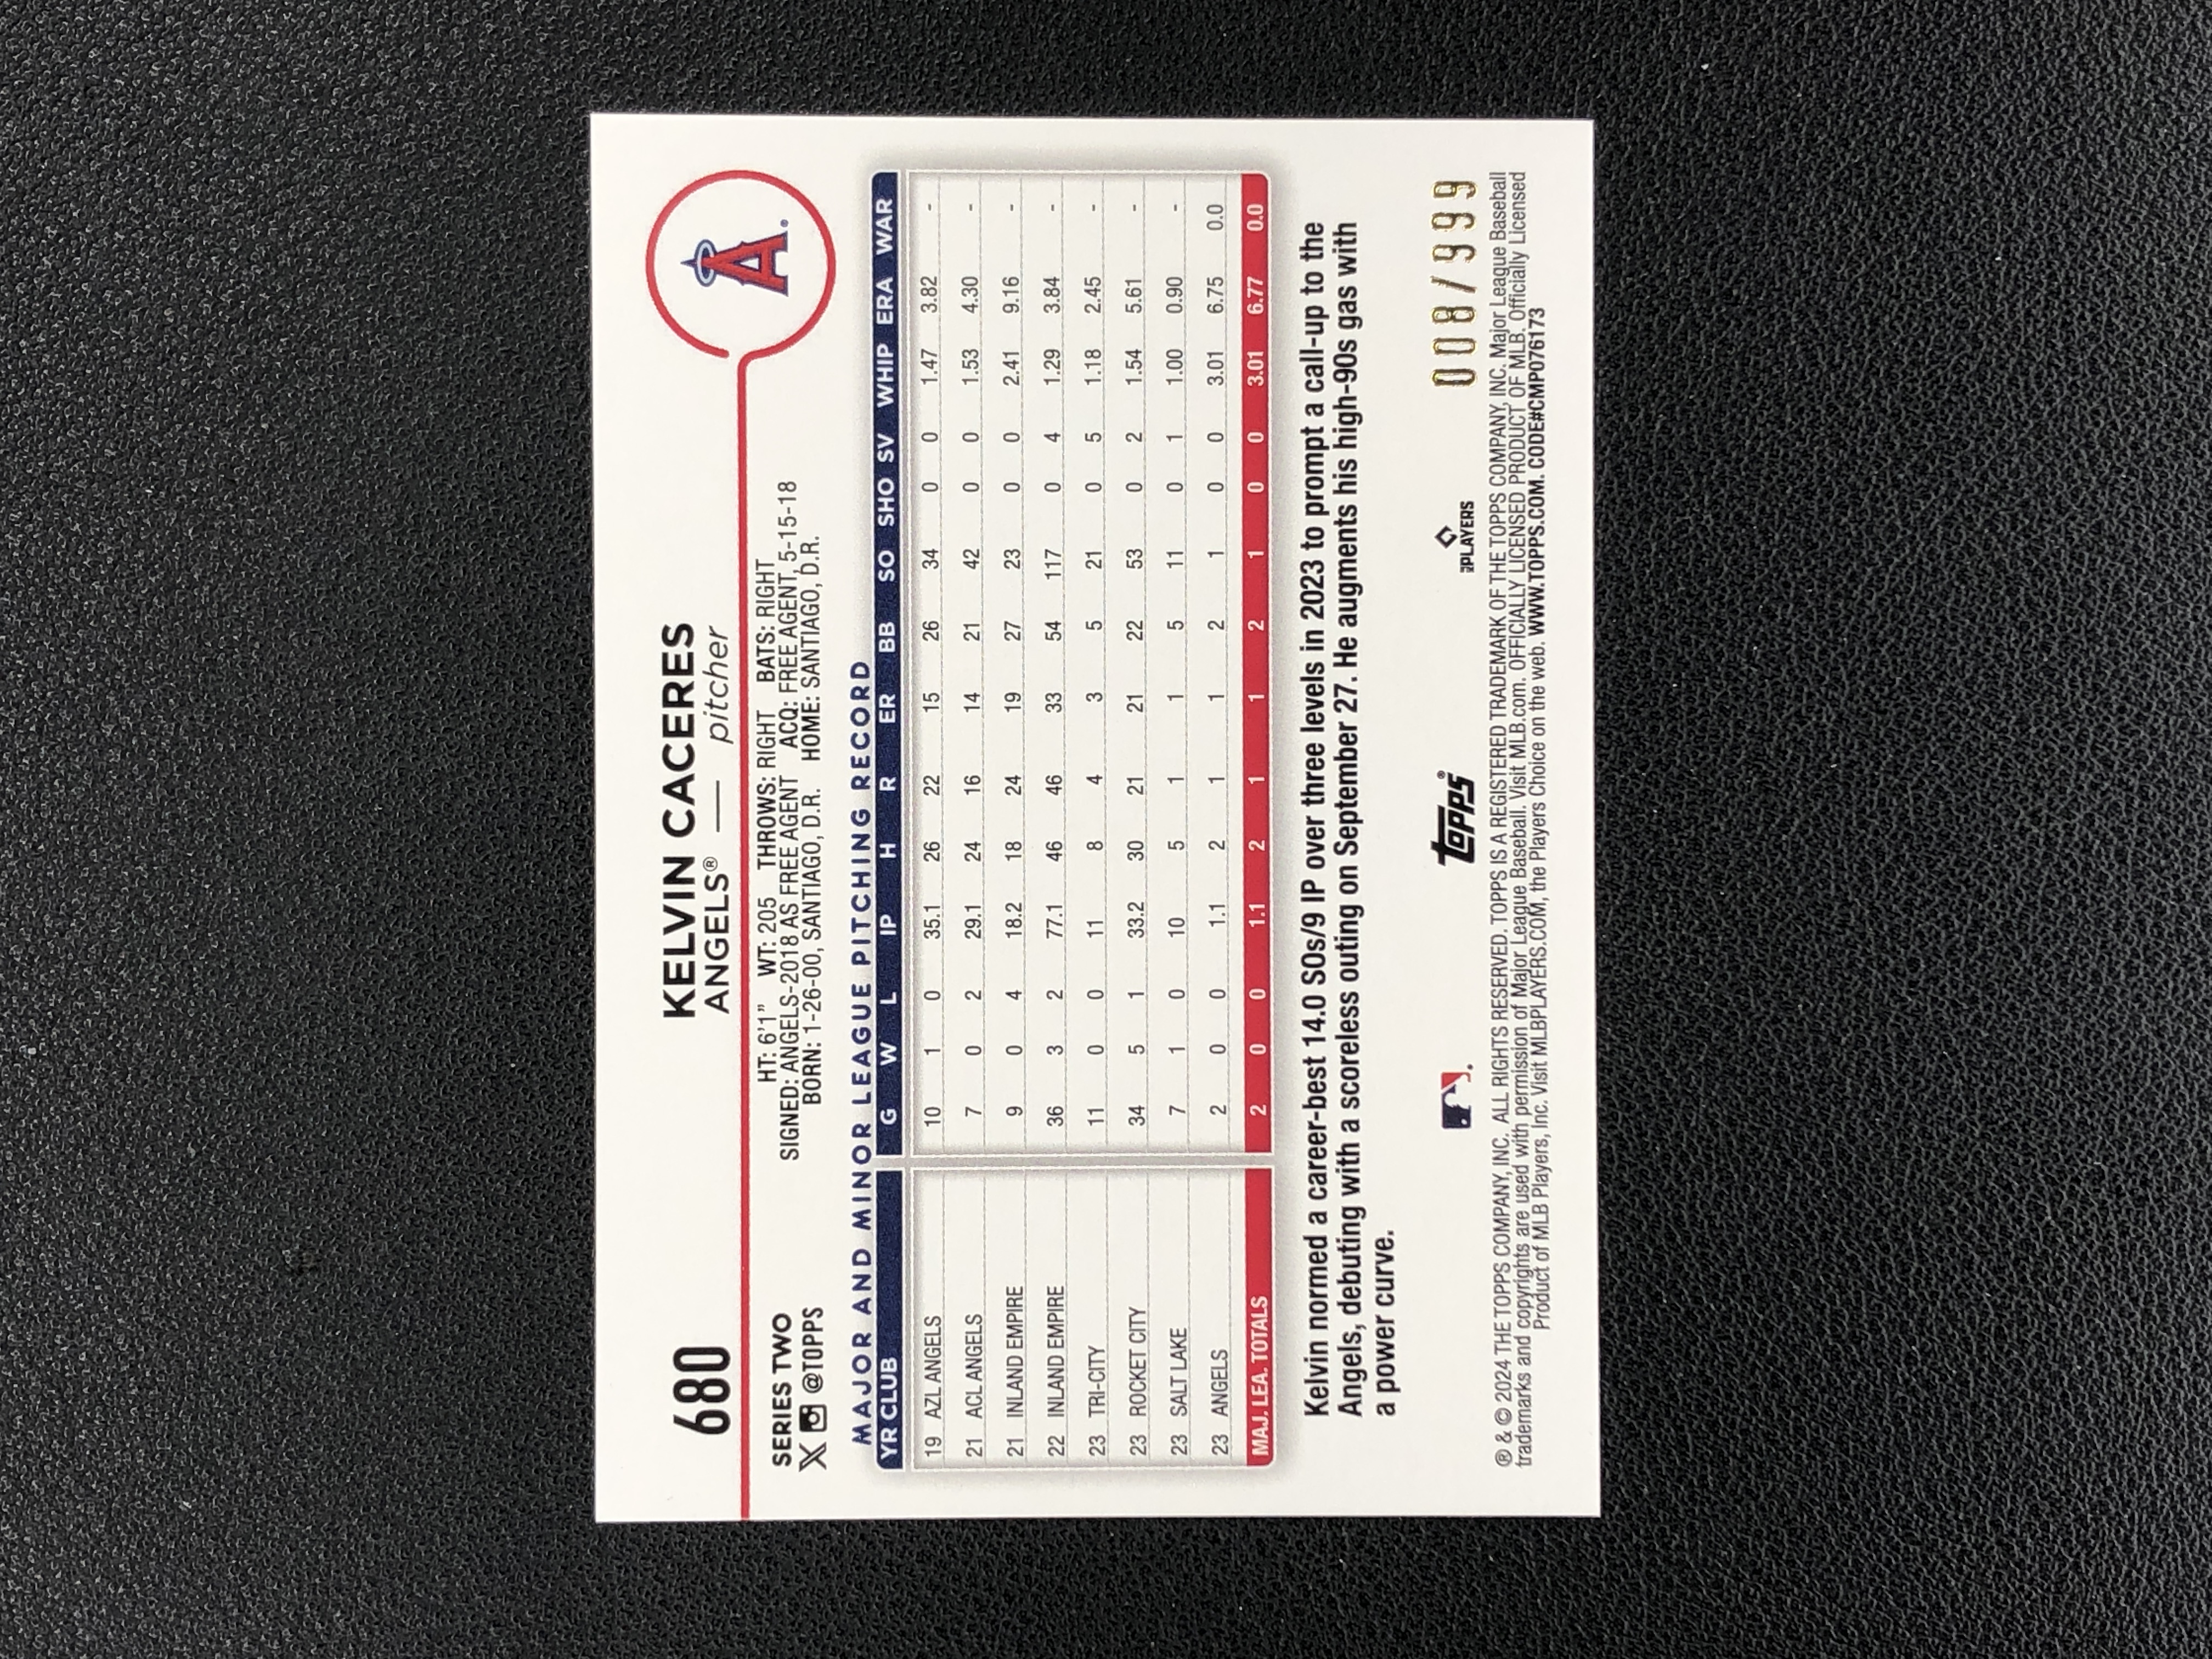 680 KELVIN CACERES
ANGELS® — pitcher
A.
SERIES TWO
X @TOPPS
HT: 6'1" WT: 205 THROWS: RIGHT BATS: RIGHT
SIGNED: ANGELS-2018 AS FREE AGENT ACQ: FREE AGENT, 5-15-18
BORN: 1-26-00, SANTIAGO, D.R. HOME: SANTIAGO, D.R.
MAJOR AND MINOR LEAGUE PITCHING RECORD
YR CLUB G W L IP H R ER BB SO SHO SV WHIP ERA WAR
19 AZL ANGELS 10 1 0 35.1 26 22 15 26 34 0 0 1.47 3.82 -
21 ACL ANGELS 7 0 2 29.1 24 16 14 21 42 0 0 1.53 4.30 -
21 INLAND EMPIRE 9 0 4 18.2 18 24 19 27 23 0 0 2.41 9.16 -
22 INLAND EMPIRE 36 3 2 77.1 46 46 33 54 117 0 4 1.29 3.84 -
23 TRI-CITY 11 0 0 11 8 4 3 5 21 0 5 1.18 2.45 -
23 ROCKET CITY 34 5 1 33.2 30 21 21 22 53 0 2 1.54 5.61 -
23 SALT LAKE 7 1 0 10 5 1 1 5 11 0 1 1.00 0.90 -
23 ANGELS 2 0 0 1.1 2 1 1 2 1 0 0 3.01 6.75 0.0
MAJ. LEA. TOTALS 2 0 0 1.1 2 1 1 2 1 0 0 3.01 6.77 0.0
Kelvin normed a career-best 14.0 SOs/9 IP over three levels in 2023 to prompt a call-up to the
Angels, debuting with a scoreless outing on September 27. He augments his high-90s gas with
a power curve.
topps® PLAYERS 008/999
® & © 2024 THE TOPPS COMPANY, INC. ALL RIGHTS RESERVED. TOPPS IS A REGISTERED TRADEMARK OF THE TOPPS COMPANY, INC. Major League Baseball
trademarks and copyrights are used with permission of Major League Baseball. Visit MLB.com. OFFICIALLY LICENSED PRODUCT OF MLB. Officially Licensed
Product of MLB Players, Inc. Visit MLBPLAYERS.COM, the Players Choice on the web. WWW.TOPPS.COM. CODE#CMP076173